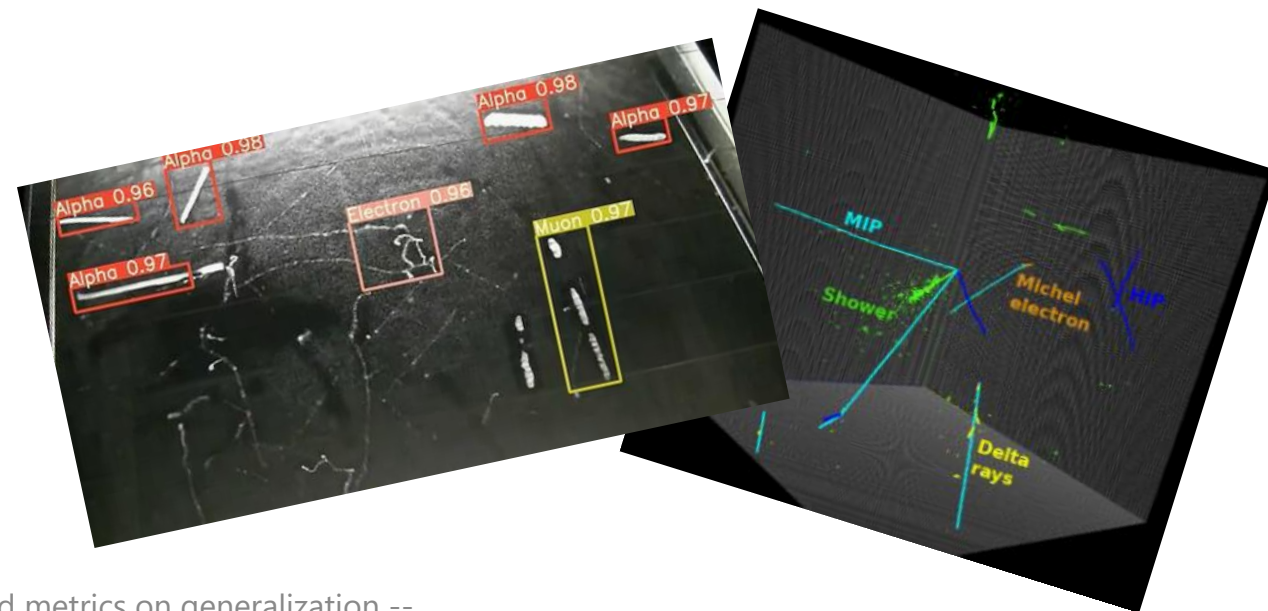 Alpha 0.98
Alpha 0.97
Alpha 0.98
Alpha 0.96
Electron 0.96
Muon 0.97
Alpha 0.97
MIP
Shower
Michel
electron
HIP
Delta
rays
d metrics on generalization --